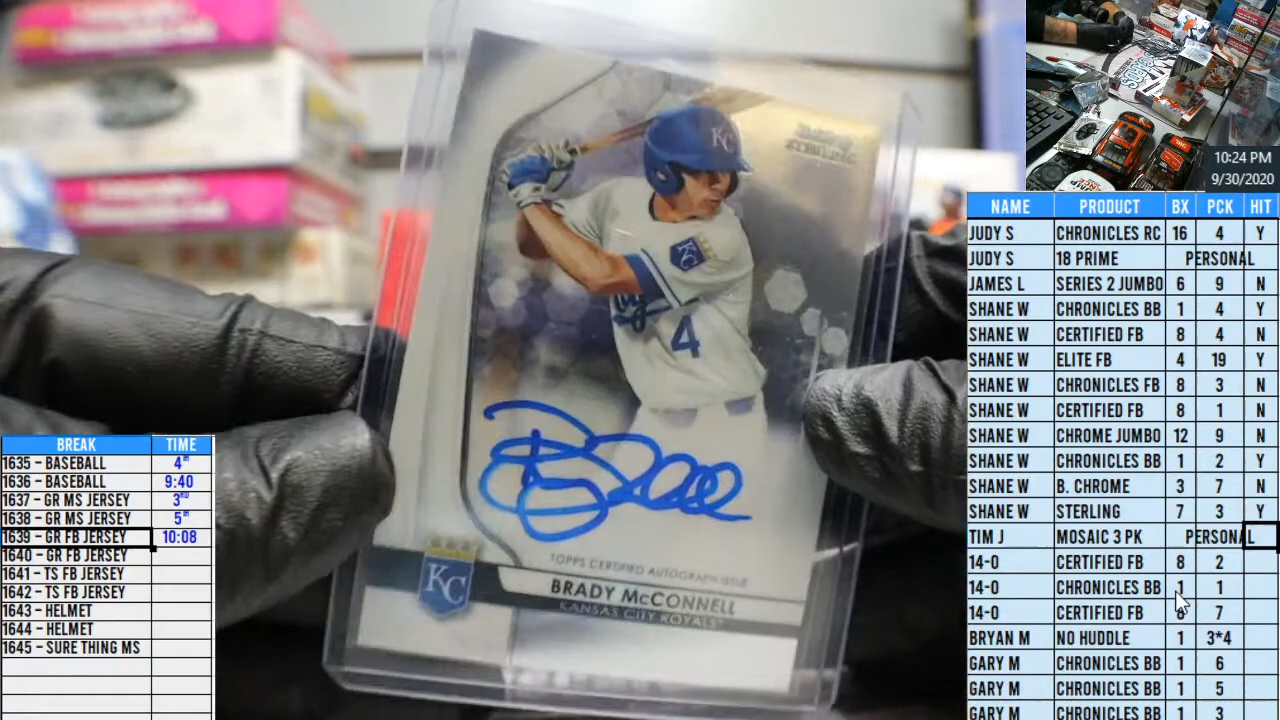 KC
KC
4
TOPPS CERTIFIED AUTOGRAPH ISSUE
BRADY McCONNELL
KANSAS CITY ROYALS
KC
10:24 PM
9/30/2020
NAME PRODUCT BX PCK HIT
JUDY S CHRONICLES RC 16 4 Y
JUDY S 18 PRIME PERSONAL
JAMES L SERIES 2 JUMBO 6 9 N
SHANE W CHRONICLES BB 1 4 Y
SHANE W CERTIFIED FB 8 4 N
SHANE W ELITE FB 4 19 Y
SHANE W CHRONICLES FB 8 3 N
SHANE W CERTIFIED FB 8 1 N
SHANE W CHROME JUMBO 12 9 N
SHANE W CHRONICLES BB 1 2 Y
SHANE W B. CHROME 3 7 N
SHANE W STERLING 7 3 Y
TIM J MOSAIC 3 PK PERSONAL
14-0 CERTIFIED FB 8 2
14-0 CHRONICLES BB 1 1
14-0 CERTIFIED FB 8 7
BRYAN M NO HUDDLE 1 3*4
GARY M CHRONICLES BB 1 6
GARY M CHRONICLES BB 1 5
GARY M CHRONICLES BB 1 3
BREAK TIME
1635 – BASEBALL 4TH
1636 – BASEBALL 9:40
1637 – GR MS JERSEY 3RD
1638 – GR MS JERSEY 5TH
1639 – GR FB JERSEY 10:08
1640 – GR FB JERSEY
1641 – TS FB JERSEY
1642 – TS FB JERSEY
1643 – HELMET
1644 – HELMET
1645 – SURE THING MS